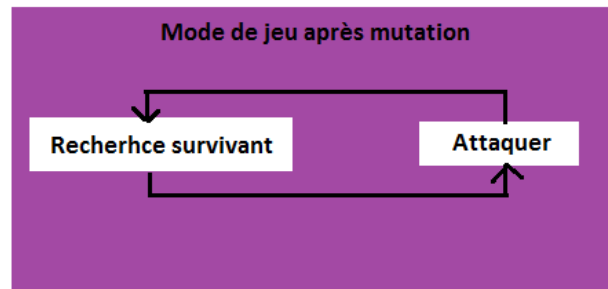 Mode de jeu après mutation
Recherhce survivant
Attaquer